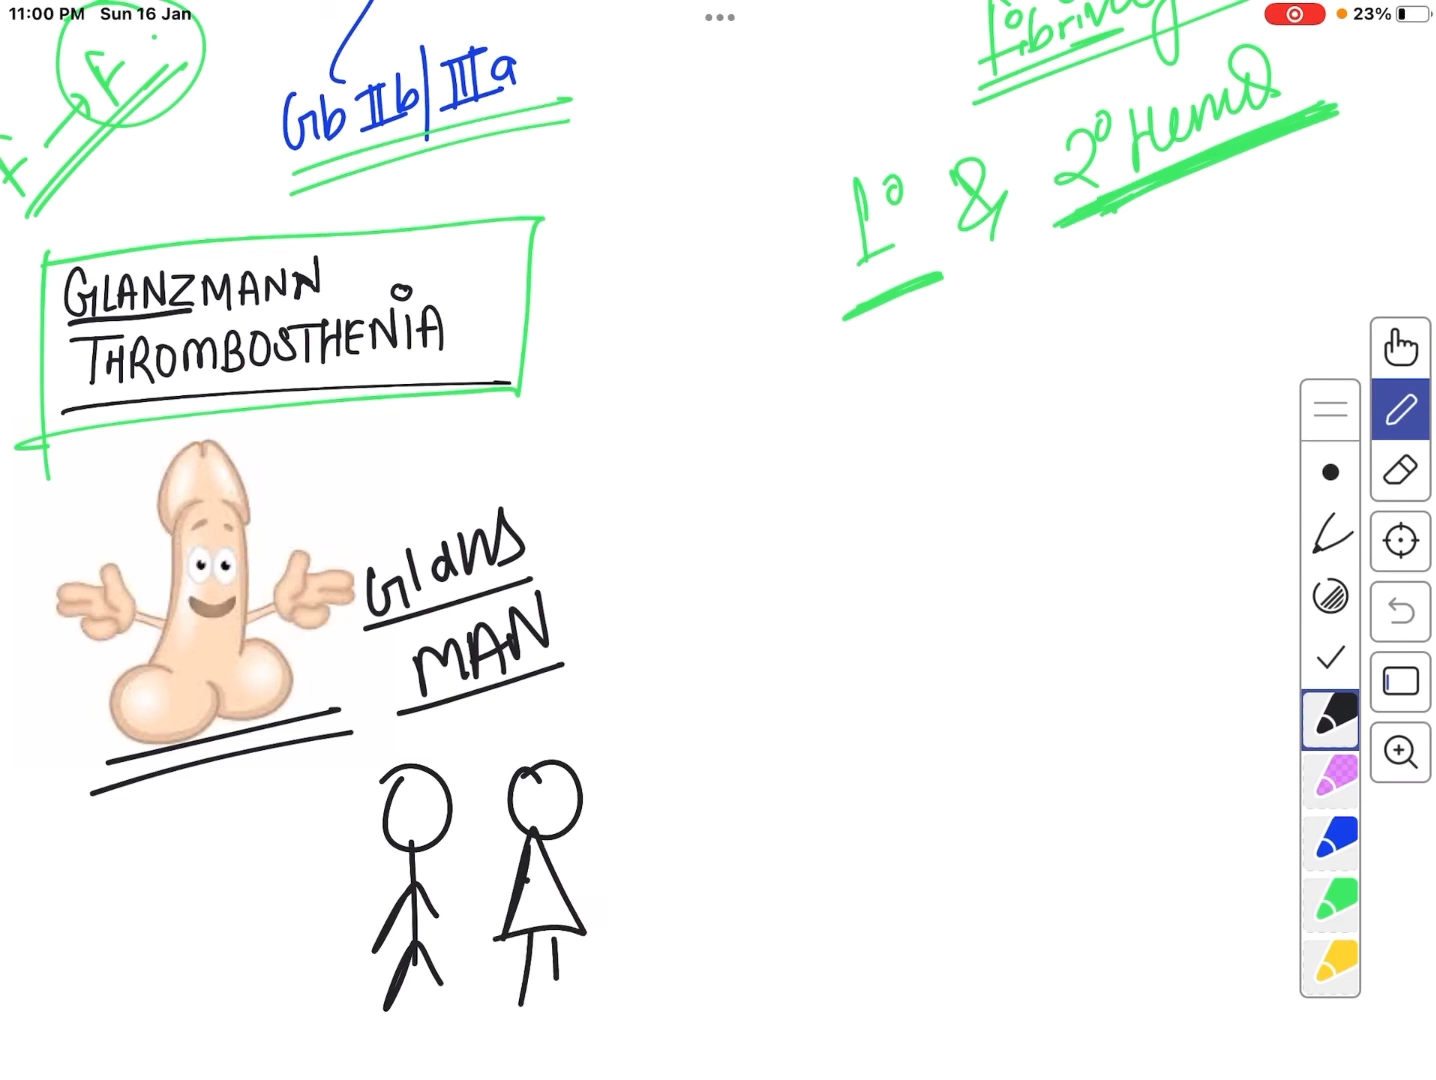 11:00 PM Sun 16 Jan
23%
Gb IIb/IIIa
1° & 2° Hemo
GLANZMANN
THROMBOSTHENIA
Glans
MAN